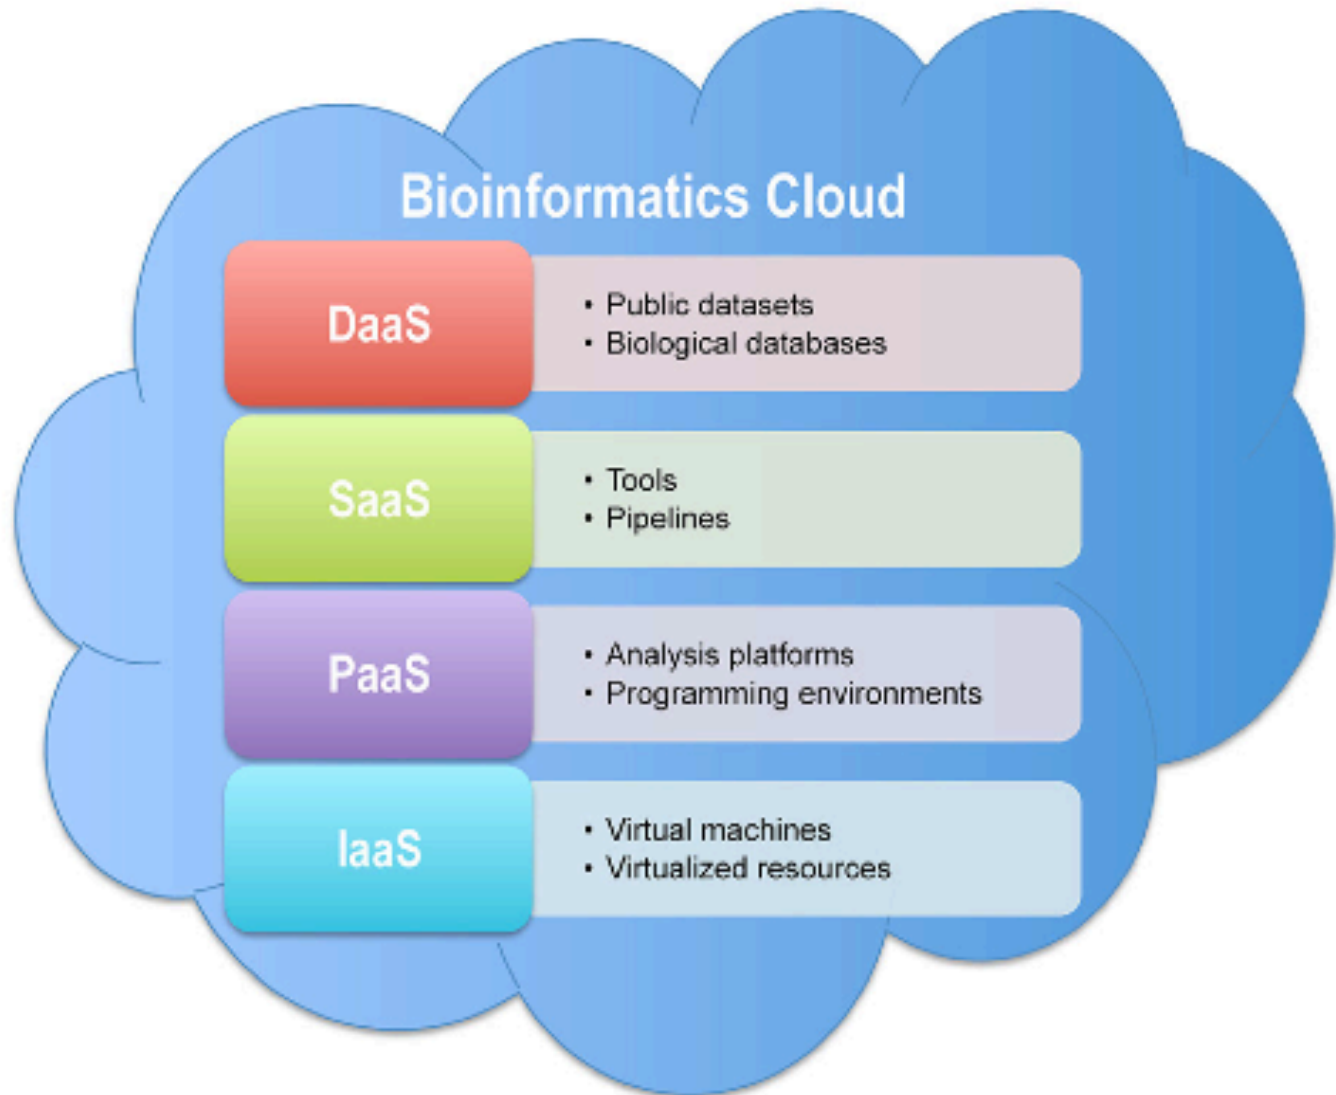 Bioinformatics Cloud
DaaS
• Public datasets
• Biological databases
SaaS
• Tools
• Pipelines
PaaS
• Analysis platforms
• Programming environments
IaaS
• Virtual machines
• Virtualized resources